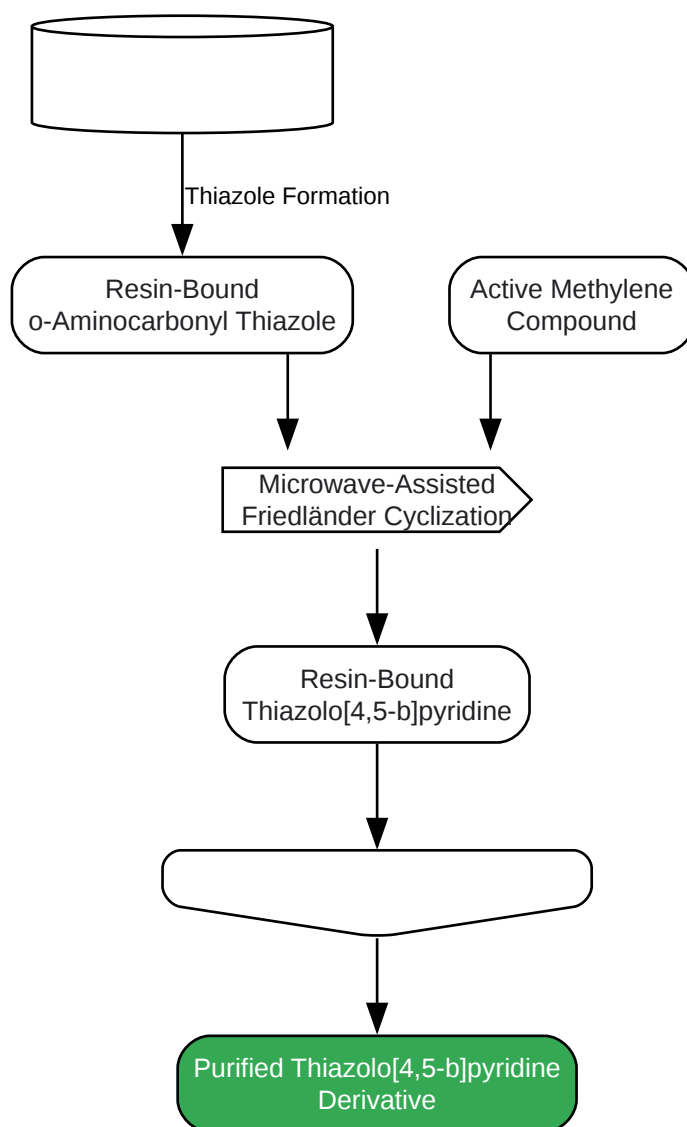 Thiazole Formation
Resin-Bound
o-Aminocarbonyl Thiazole
Active Methylene
Compound
Microwave-Assisted
Friedländer Cyclization
Resin-Bound
Thiazolo[4,5-b]pyridine
Purified Thiazolo[4,5-b]pyridine
Derivative